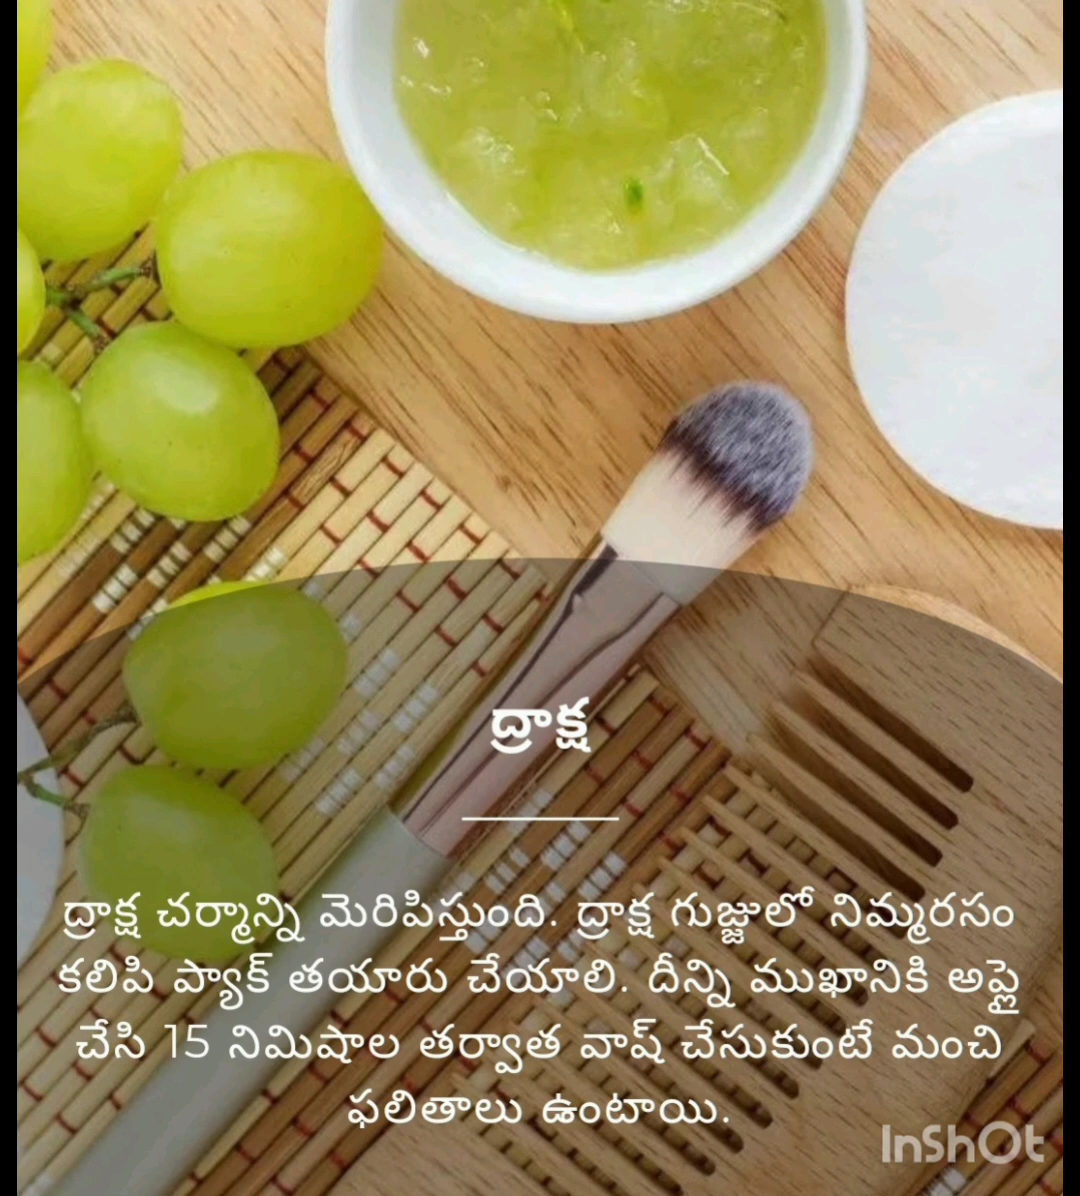 ద్రాక్ష
ద్రాక్ష చర్మాన్ని మెరిపిస్తుంది. ద్రాక్ష గుజ్జులో నిమ్మరసం
కలిపి ప్యాక్ తయారు చేయాలి. దీన్ని ముఖానికి అప్లై
చేసి 15 నిమిషాల తర్వాత వాష్ చేసుకుంటే మంచి
ఫలితాలు ఉంటాయి.
InShOt